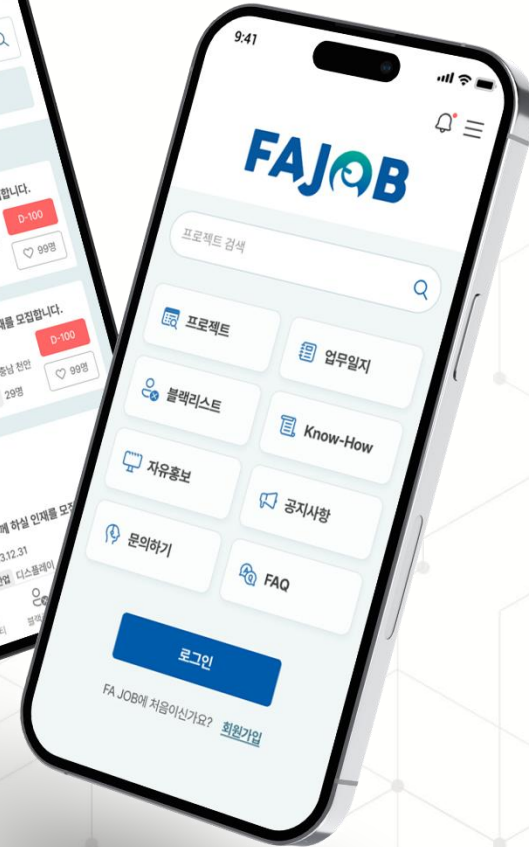 합니다.
D-100
99명
재를 모집합니다.
D-100
충남 천안
29명
99명
께 하실 인재를 모집
3.12.31
디스플레이
9:41
FAJOB
프로젝트 검색
프로젝트
업무일지
블랙리스트
Know-How
자유홍보
공지사항
문의하기
FAQ
로그인
FA JOB에 처음이신가요? 회원가입